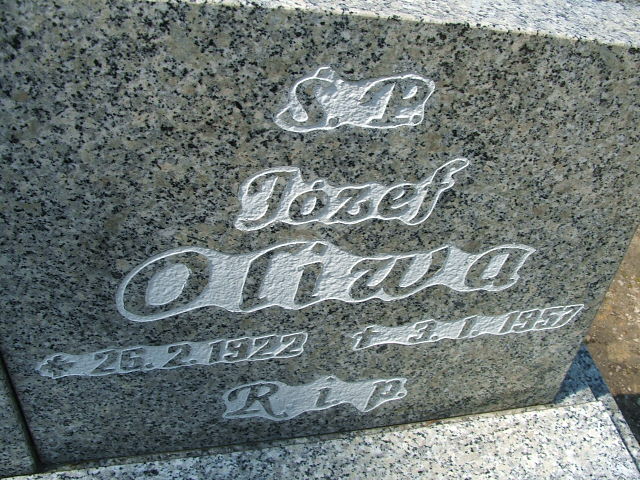 Ś. P.
Józef
Oliwa
* 26. 2. 1922 † 3. 1. 1957
R. i. p.